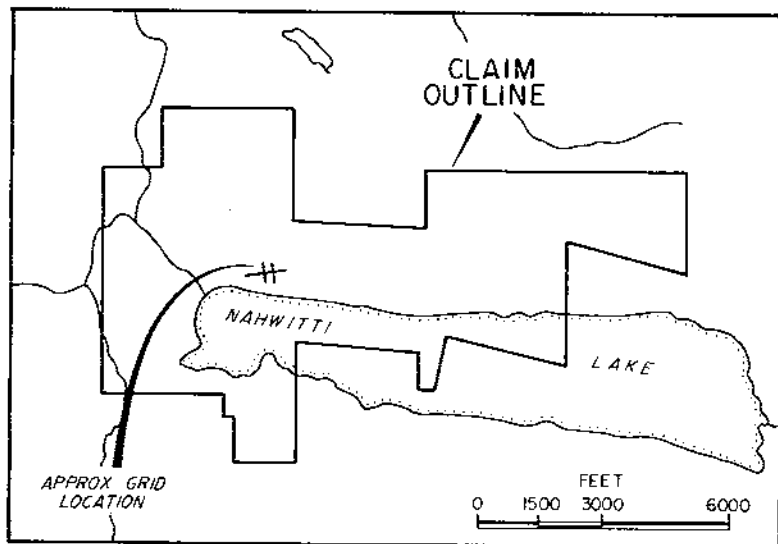 CLAIM
OUTLINE
NAHWITTI
LAKE
APPROX GRID
LOCATION
FEET
0 1500 3000 6000